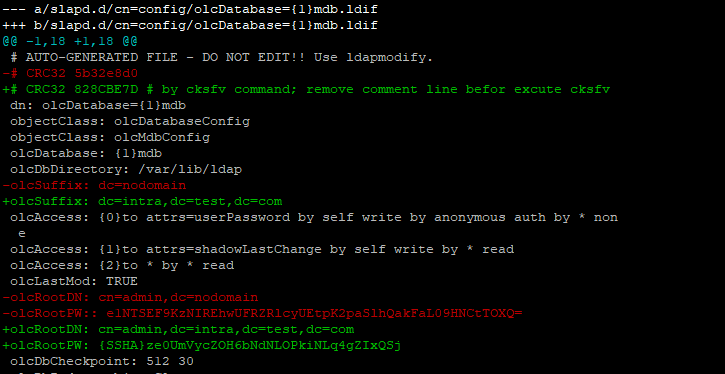 --- a/slapd.d/cn=config/olcDatabase={1}mdb.ldif
+++ b/slapd.d/cn=config/olcDatabase={1}mdb.ldif
@@ -1,18 +1,18 @@
 # AUTO-GENERATED FILE - DO NOT EDIT!! Use ldapmodify.
-# CRC32 5b32e8d0
+# CRC32 828CBE7D # by cksfv command; remove comment line befor excute cksfv
 dn: olcDatabase={1}mdb
 objectClass: olcDatabaseConfig
 objectClass: olcMdbConfig
 olcDatabase: {1}mdb
 olcDbDirectory: /var/lib/ldap
-olcSuffix: dc=nodomain
+olcSuffix: dc=intra,dc=test,dc=com
 olcAccess: {0}to attrs=userPassword by self write by anonymous auth by * non
  e
 olcAccess: {1}to attrs=shadowLastChange by self write by * read
 olcAccess: {2}to * by * read
 olcLastMod: TRUE
-olcRootDN: cn=admin,dc=nodomain
-olcRootPW:: e1NTSEF9KzNIREhwUFRZR1cyUEtpK2paSlhQakFaL09HNCtTOXQ=
+olcRootDN: cn=admin,dc=intra,dc=test,dc=com
+olcRootPW: {SSHA}ze0UmVycZOH6bNdNLOPkiNLq4gZIxQSj
 olcDbCheckpoint: 512 30